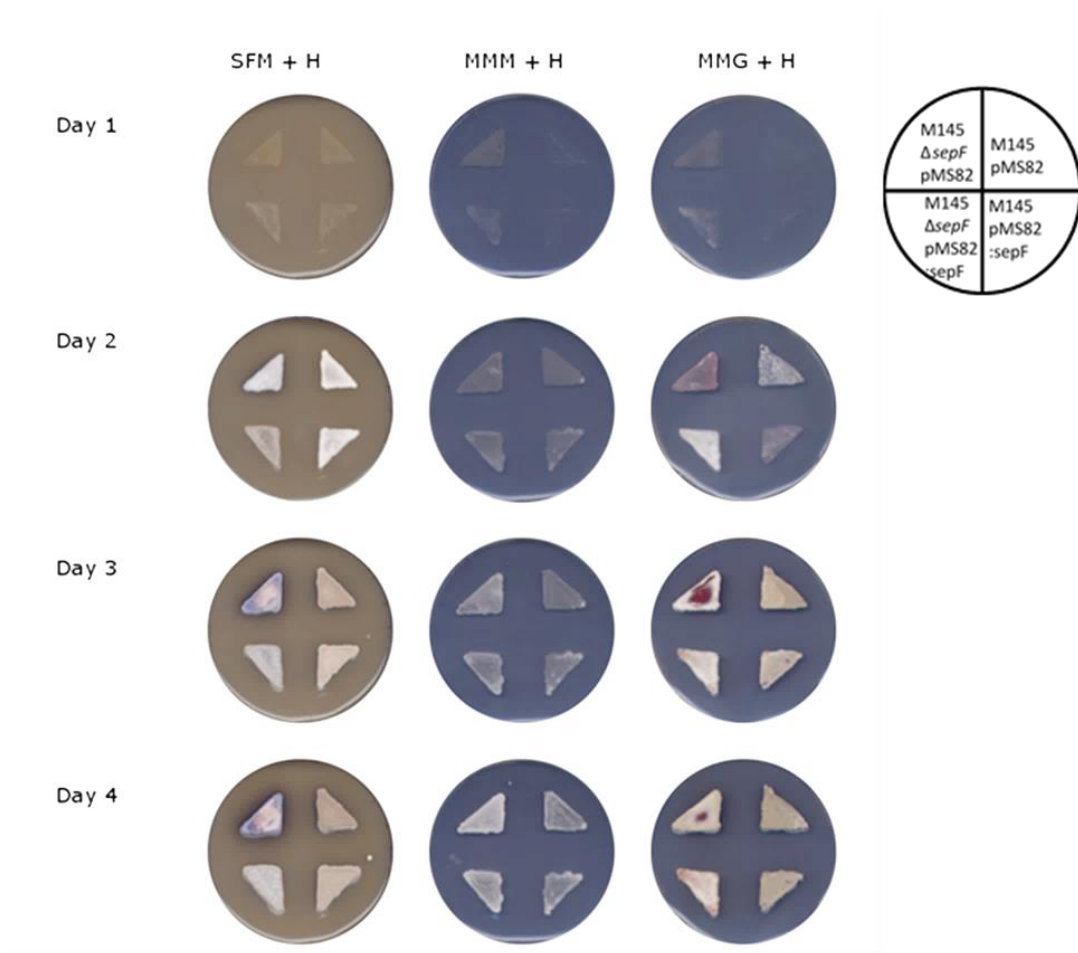 SFM + H MMM + H MMG + H
Day 1
M145
ΔsepF
pMS82
M145
pMS82
M145
ΔsepF
pMS82
:sepF
M145
pMS82
:sepF
Day 2
Day 3
Day 4